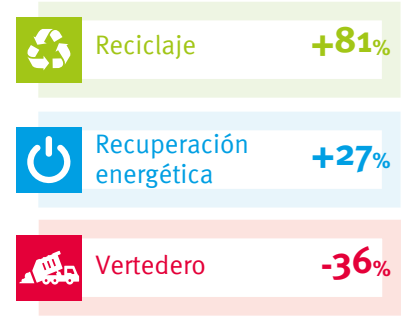 Reciclaje +81%
Recuperación
energética +27%
Vertedero -36%